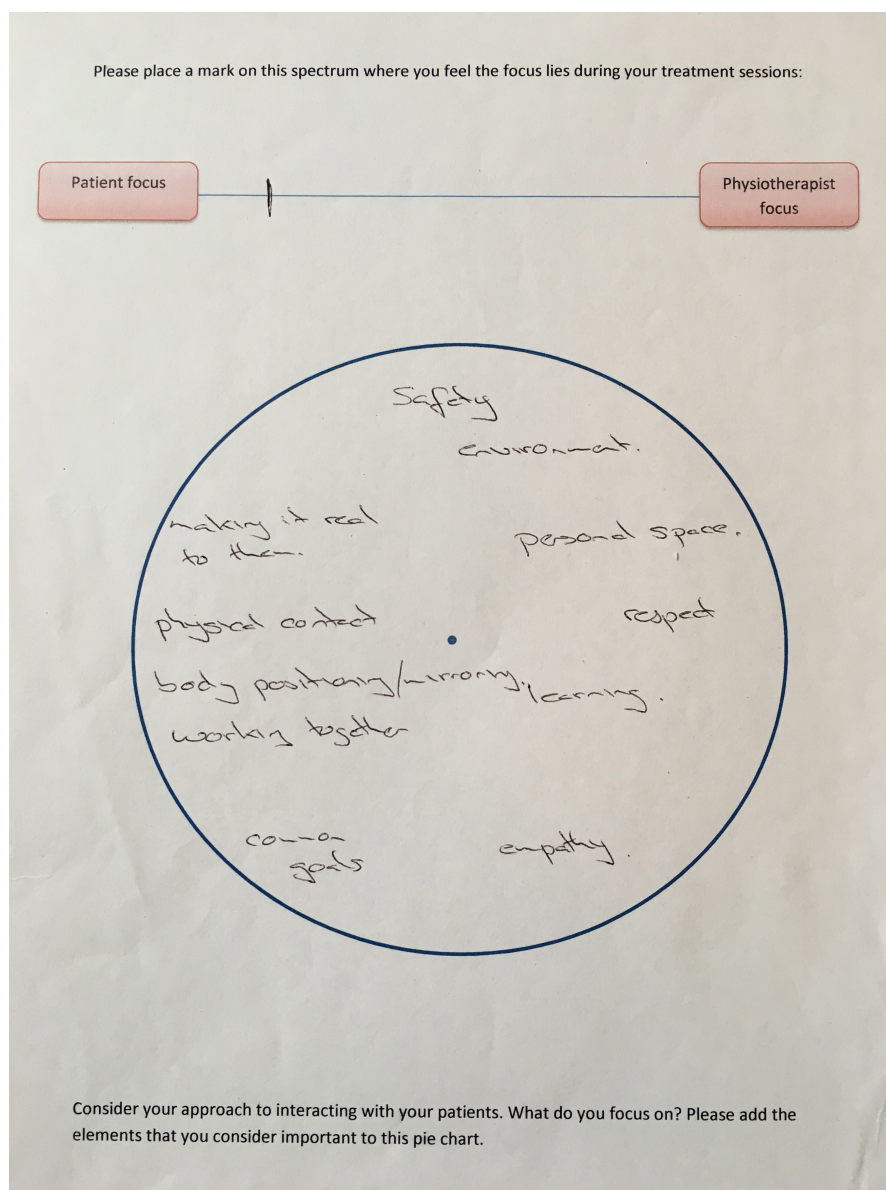 Please place a mark on this spectrum where you feel the focus lies during your treatment sessions:
Patient focus
Physiotherapist
focus
Safety
environment.
making it real
to them.
personal space.
physical contact
respect
body positioning/mirroring,
learning.
working together
common
goals
empathy.
Consider your approach to interacting with your patients. What do you focus on? Please add the
elements that you consider important to this pie chart.